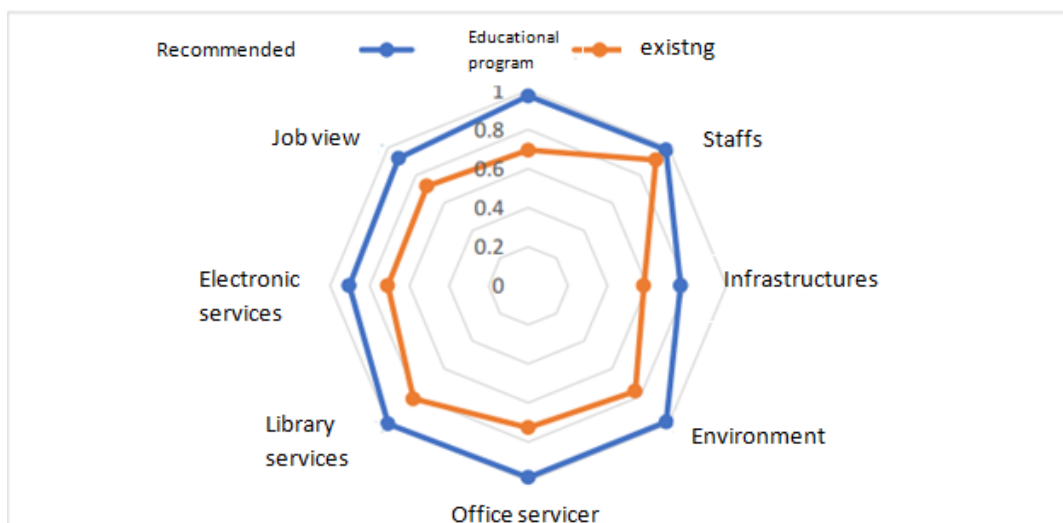 Recommended
Educational
program
existng
1
Job view
Staffs
0.8
0.6
0.4
0.2
0
Electronic
services
Infrastructures
Library
services
Environment
Office servicer